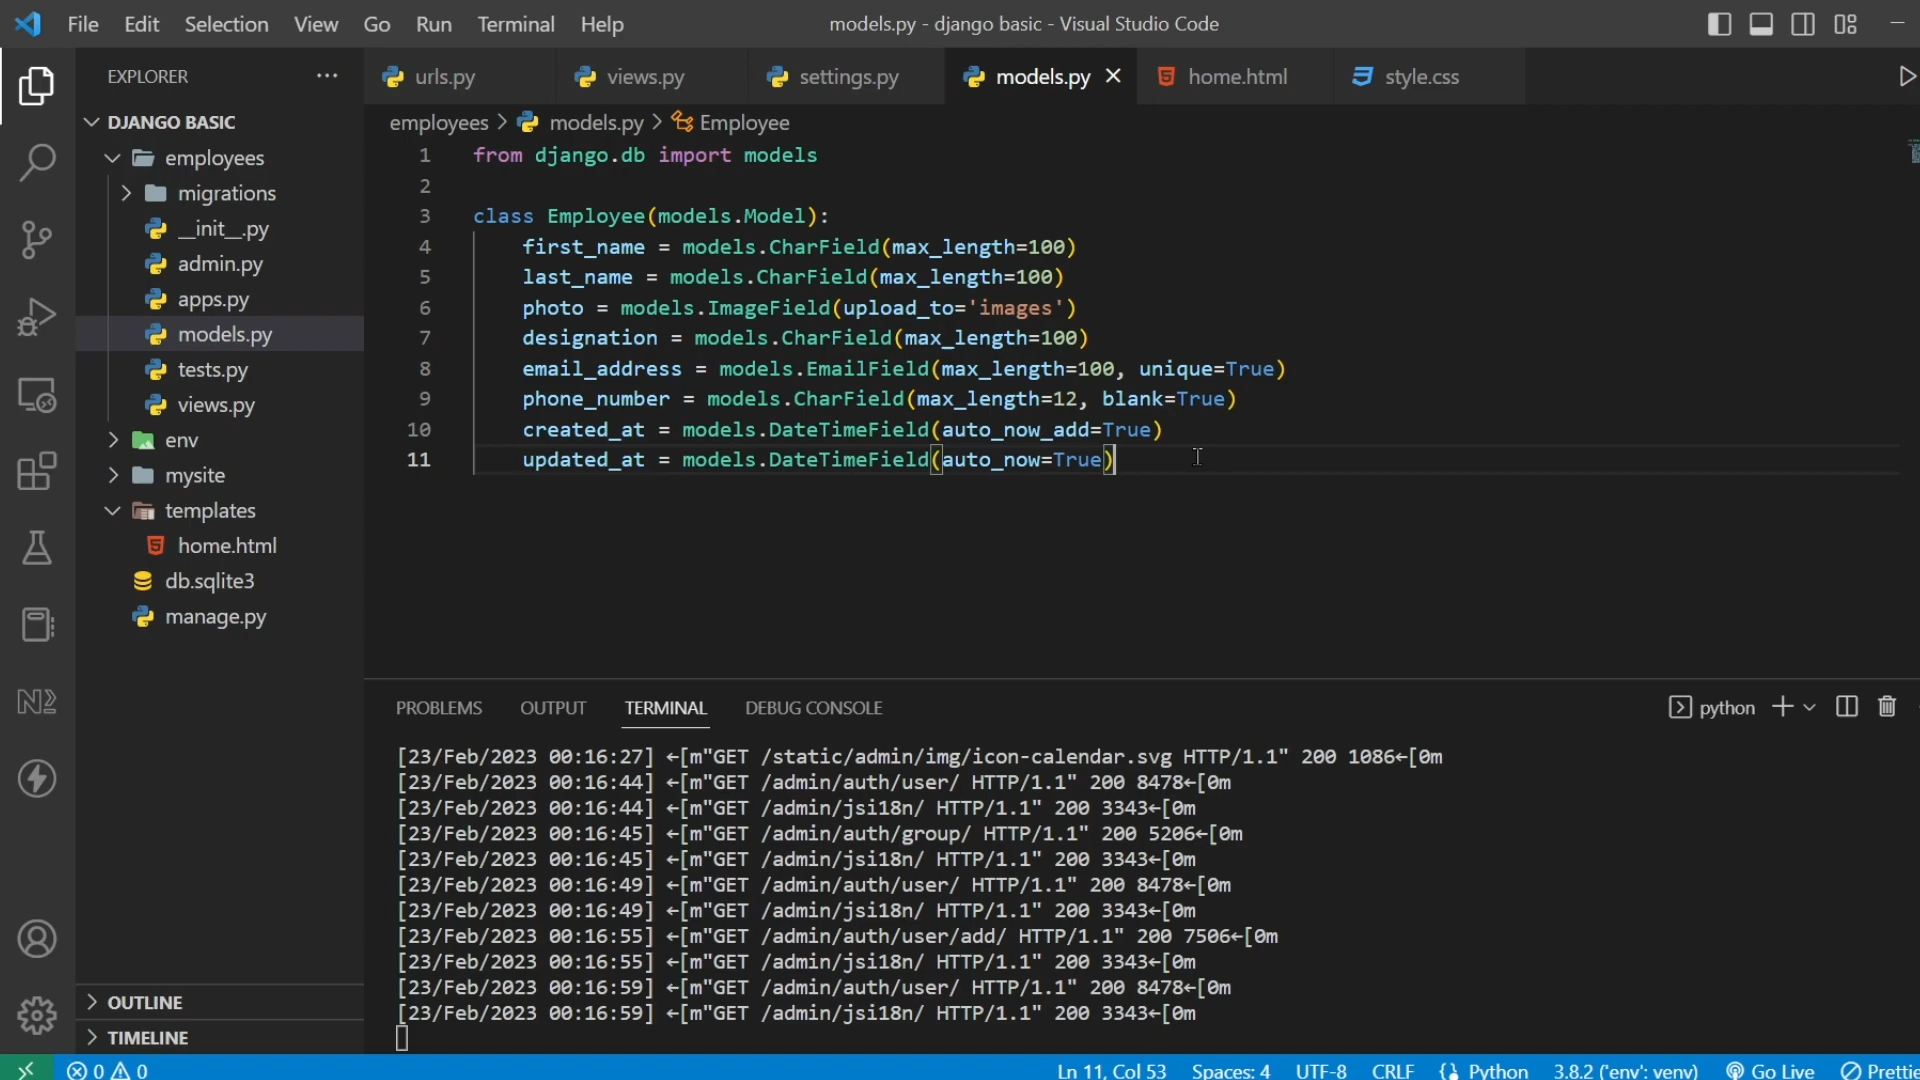 File Edit Selection View Go Run Terminal Help
models.py - django basic - Visual Studio Code
EXPLORER
DJANGO BASIC
employees
migrations
__init__.py
admin.py
apps.py
models.py
tests.py
views.py
env
mysite
templates
home.html
db.sqlite3
manage.py
OUTLINE
TIMELINE
urls.py views.py settings.py models.py home.html style.css
employees > models.py > Employee
1 from django.db import models
2
3 class Employee(models.Model):
4 first_name = models.CharField(max_length=100)
5 last_name = models.CharField(max_length=100)
6 photo = models.ImageField(upload_to='images')
7 designation = models.CharField(max_length=100)
8 email_address = models.EmailField(max_length=100, unique=True)
9 phone_number = models.CharField(max_length=12, blank=True)
10 created_at = models.DateTimeField(auto_now_add=True)
11 updated_at = models.DateTimeField(auto_now=True)
PROBLEMS OUTPUT TERMINAL DEBUG CONSOLE
python
[23/Feb/2023 00:16:27] ←[m"GET /static/admin/img/icon-calendar.svg HTTP/1.1" 200 1086←[0m
[23/Feb/2023 00:16:44] ←[m"GET /admin/auth/user/ HTTP/1.1" 200 8478←[0m
[23/Feb/2023 00:16:44] ←[m"GET /admin/jsi18n/ HTTP/1.1" 200 3343←[0m
[23/Feb/2023 00:16:45] ←[m"GET /admin/auth/group/ HTTP/1.1" 200 5206←[0m
[23/Feb/2023 00:16:45] ←[m"GET /admin/jsi18n/ HTTP/1.1" 200 3343←[0m
[23/Feb/2023 00:16:49] ←[m"GET /admin/auth/user/ HTTP/1.1" 200 8478←[0m
[23/Feb/2023 00:16:49] ←[m"GET /admin/jsi18n/ HTTP/1.1" 200 3343←[0m
[23/Feb/2023 00:16:55] ←[m"GET /admin/auth/user/add/ HTTP/1.1" 200 7506←[0m
[23/Feb/2023 00:16:55] ←[m"GET /admin/jsi18n/ HTTP/1.1" 200 3343←[0m
[23/Feb/2023 00:16:59] ←[m"GET /admin/auth/user/ HTTP/1.1" 200 8478←[0m
[23/Feb/2023 00:16:59] ←[m"GET /admin/jsi18n/ HTTP/1.1" 200 3343←[0m
0 0 Ln 11, Col 53 Spaces: 4 UTF-8 CRLF Python 3.8.2 ('env': venv) Go Live Prettie